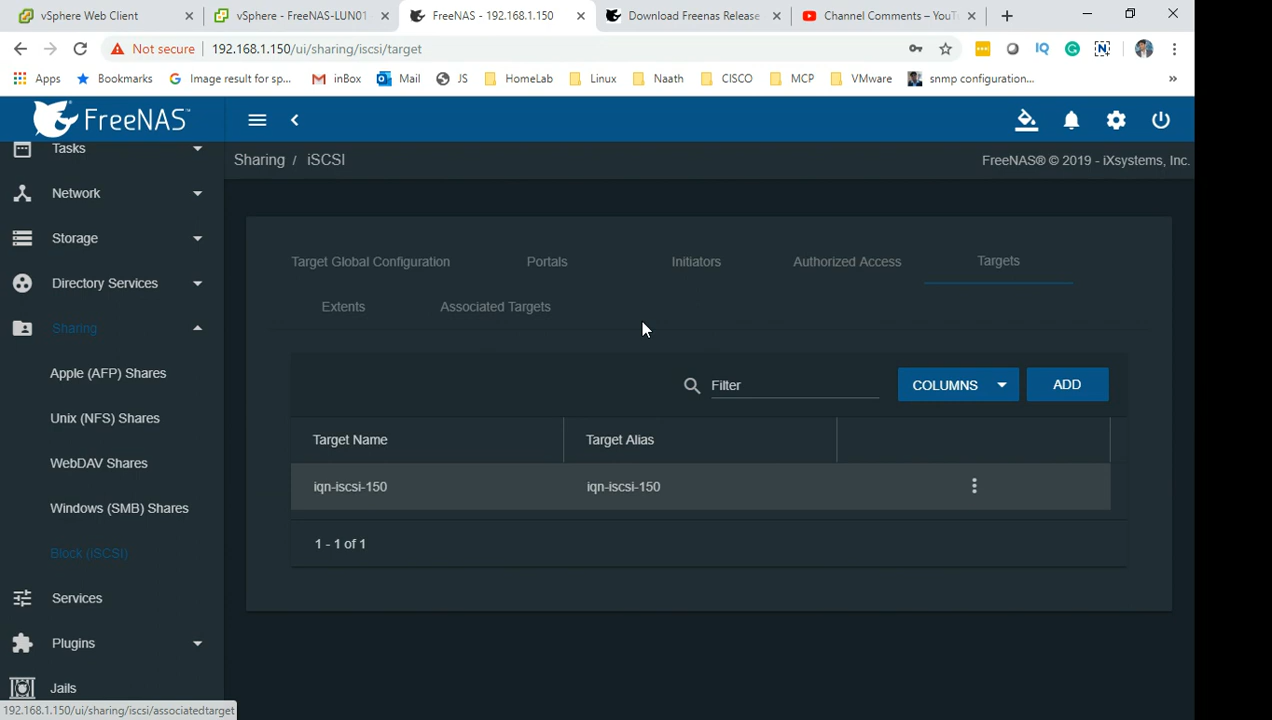 vSphere Web Client
vSphere - FreeNAS-LUN01 -
FreeNAS - 192.168.1.150
Download Freenas Release
Channel Comments – YouT
Not secure
192.168.1.150/ui/sharing/iscsi/target
Apps
Bookmarks
Image result for sp...
inBox
Mail
JS
HomeLab
Linux
Naath
CISCO
MCP
VMware
snmp configuration...
»
FreeNAS™
Sharing / iSCSI
FreeNAS® © 2019 - iXsystems, Inc.
Tasks
Network
Storage
Directory Services
Sharing
Apple (AFP) Shares
Unix (NFS) Shares
WebDAV Shares
Windows (SMB) Shares
Block (iSCSI)
Services
Plugins
Jails
Target Global Configuration
Portals
Initiators
Authorized Access
Targets
Extents
Associated Targets
Filter
COLUMNS
ADD
Target Name
Target Alias
iqn-iscsi-150
iqn-iscsi-150
1 - 1 of 1
192.168.1.150/ui/sharing/iscsi/associatedtarget